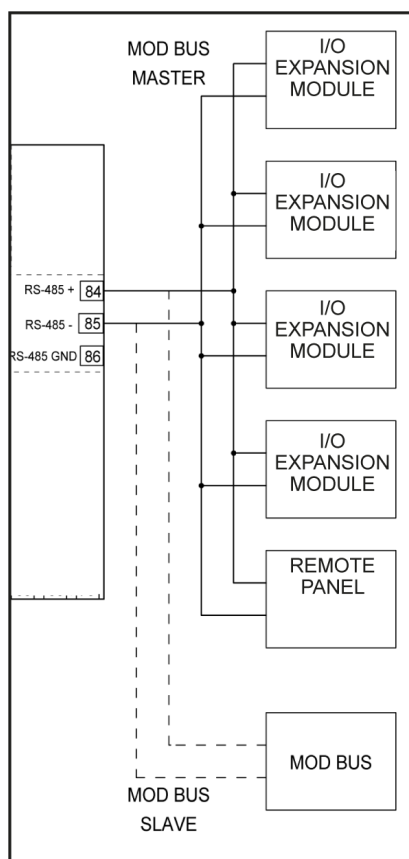 MOD BUS
MASTER
I/O
EXPANSION
MODULE
I/O
EXPANSION
MODULE
RS-485 + 84
RS-485 - 85
RS-485 GND 86
I/O
EXPANSION
MODULE
I/O
EXPANSION
MODULE
REMOTE
PANEL
MOD BUS
MOD BUS
SLAVE